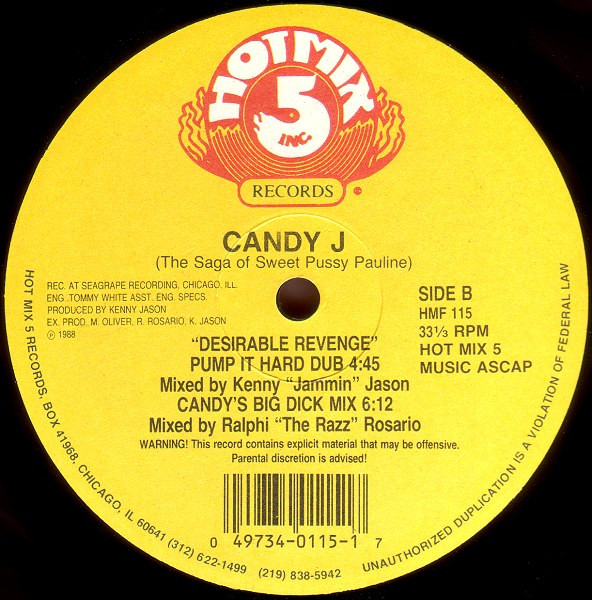 HOT MIX
5
INC.
RECORDS
CANDY J
(The Saga of Sweet Pussy Pauline)
REC. AT SEAGRAPE RECORDING, CHICAGO, ILL.
ENG .TOMMY WHITE ASST. ENG. SPECS.
PRODUCED BY KENNY JASON
EX. PROD. M. OLIVER, R. ROSARIO, K. JASON
℗ 1988
SIDE B
HMF 115
33 1/3 RPM
HOT MIX 5
MUSIC ASCAP
“DESIRABLE REVENGE”
PUMP IT HARD DUB 4:45
Mixed by Kenny “Jammin” Jason
CANDY'S BIG DICK MIX 6:12
Mixed by Ralphi “The Razz” Rosario
WARNING! This record contains explicit material that may be offensive.
Parental discretion is advised!
0 49734-0115-1 7
HOT MIX 5 RECORDS, BOX 41968, CHICAGO, IL 60641 (312) 622-1499 (219) 838-5942
UNAUTHORIZED DUPLICATION IS A VIOLATION OF FEDERAL LAW